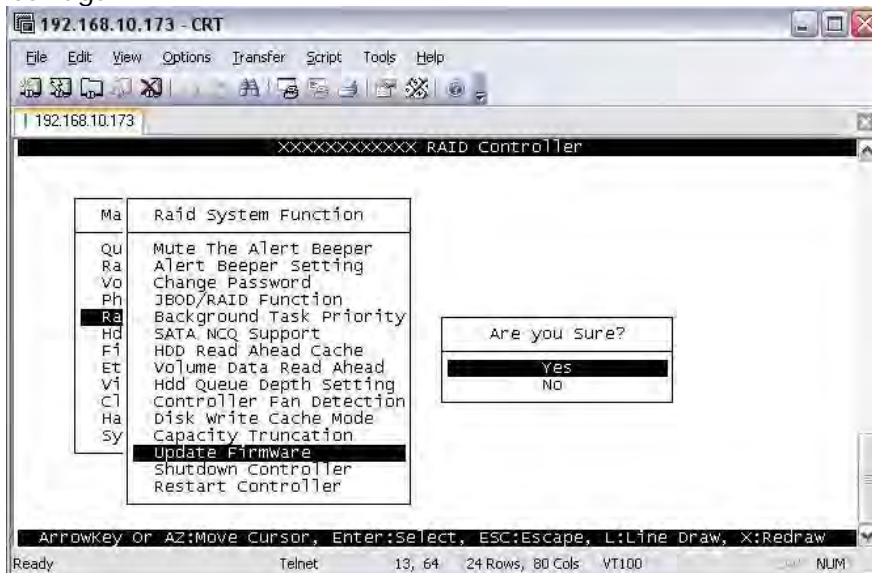 192.168.10.173 - CRT
File Edit View Options Transfer Script Tools Help
192.168.10.173
XXXXXXXXXXXX RAID Controller
Ma
Qu
Ra
Vo
Ph
Ra
Hd
Fi
Et
Vi
Cl
Ha
Sy
Raid System Function
Mute The Alert Beeper
Alert Beeper Setting
Change Password
JBOD/RAID Function
Background Task Priority
SATA NCQ Support
HDD Read Ahead Cache
Volume Data Read Ahead
Hdd Queue Depth Setting
Controller Fan Detection
Disk Write Cache Mode
Capacity Truncation
Update FirmWare
Shutdown Controller
Restart Controller
Are you Sure?
Yes
No
ArrowKey Or AZ:Move Cursor, Enter:Select, ESC:Escape, L:Line Draw, X:Redraw
Ready Telnet 13, 64 24 Rows, 80 Cols VT100 NUM